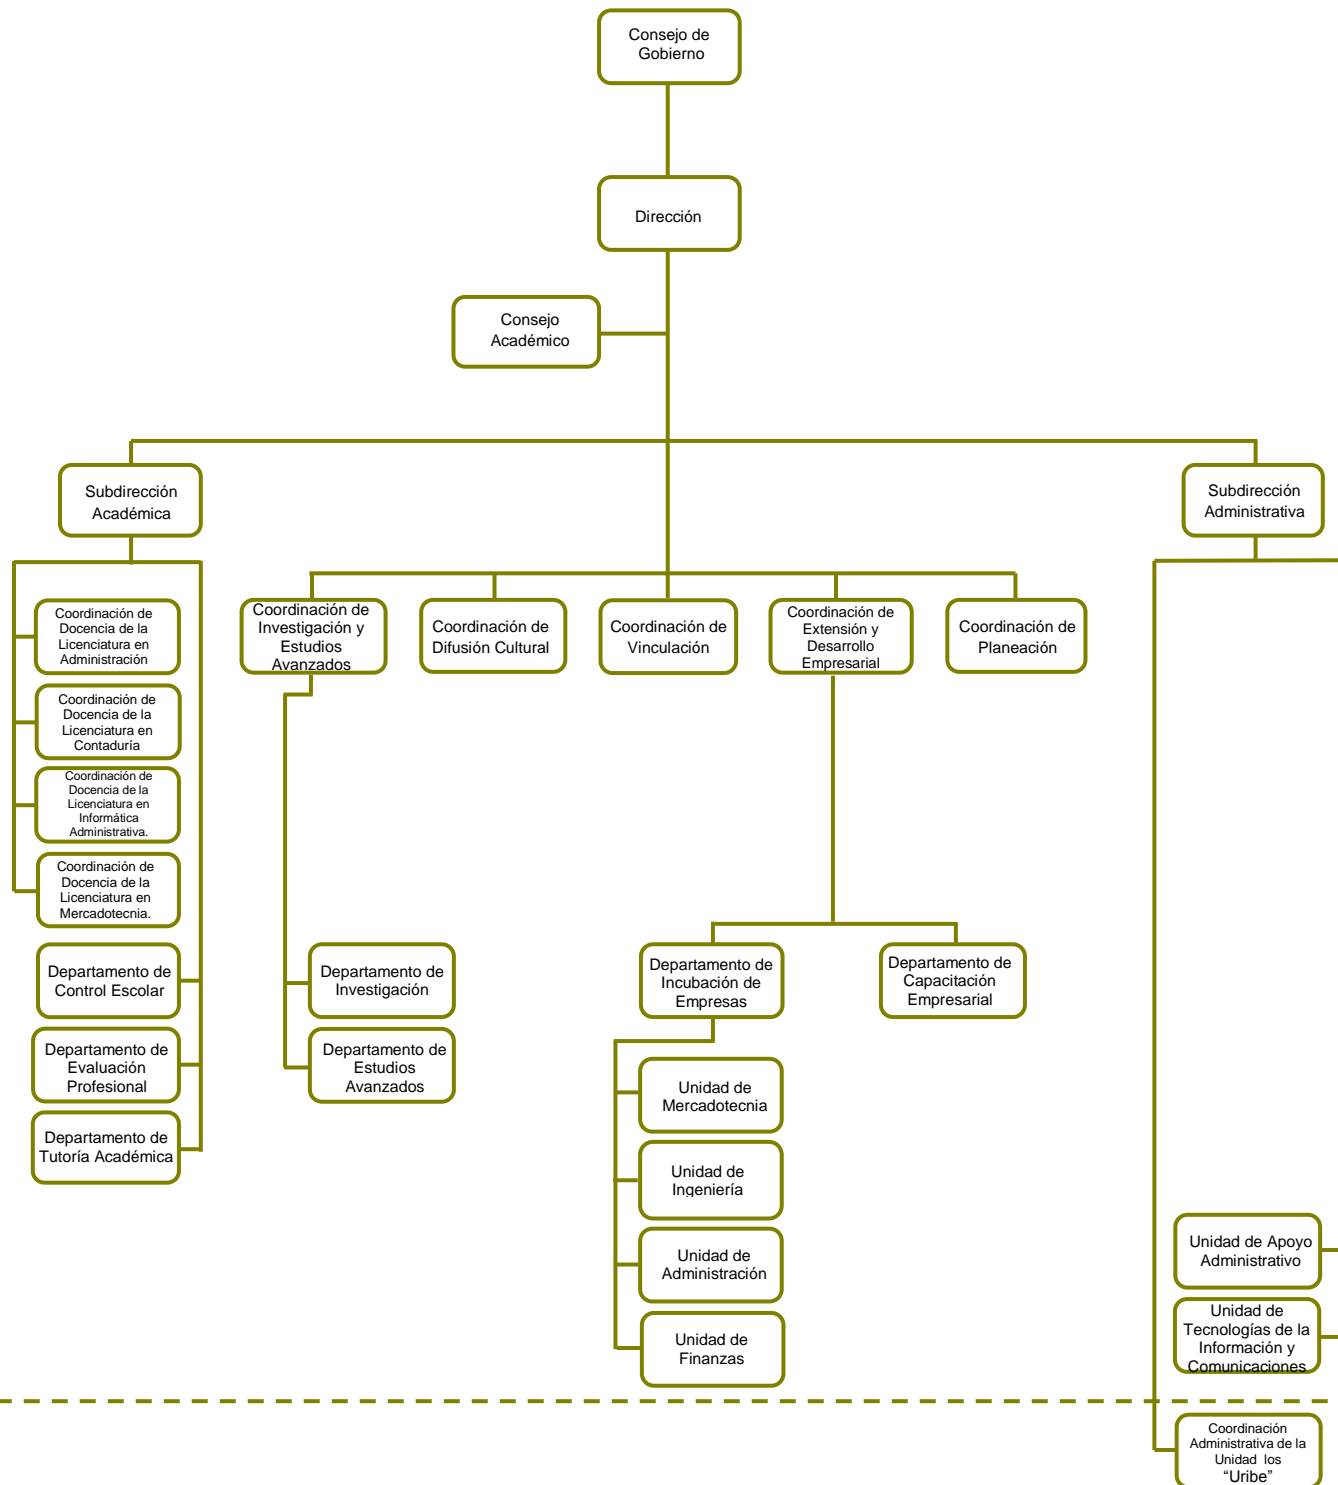 Consejo de
Gobierno
Dirección
Consejo
Académico
Subdirección
Académica
Subdirección
Administrativa
Coordinación de
Docencia de la
Licenciatura en
Administración
Coordinación de
Docencia de la
Licenciatura en
Contaduría
Coordinación de
Docencia de la
Licenciatura en
Informática
Administrativa.
Coordinación de
Docencia de la
Licenciatura en
Mercadotecnia.
Departamento de
Control Escolar
Departamento de
Evaluación
Profesional
Departamento de
Tutoría Académica
Coordinación de
Investigación y
Estudios
Avanzados
Coordinación de
Difusión Cultural
Coordinación de
Vinculación
Coordinación de
Extensión y
Desarrollo
Empresarial
Coordinación de
Planeación
Departamento de
Investigación
Departamento de
Estudios
Avanzados
Departamento de
Incubación de
Empresas
Departamento de
Capacitación
Empresarial
Unidad de
Mercadotecnia
Unidad de
Ingeniería
Unidad de
Administración
Unidad de
Finanzas
Unidad de Apoyo
Administrativo
Unidad de
Tecnologías de la
Información y
Comunicaciones
Coordinación
Administrativa de la
Unidad los
“Uribe”